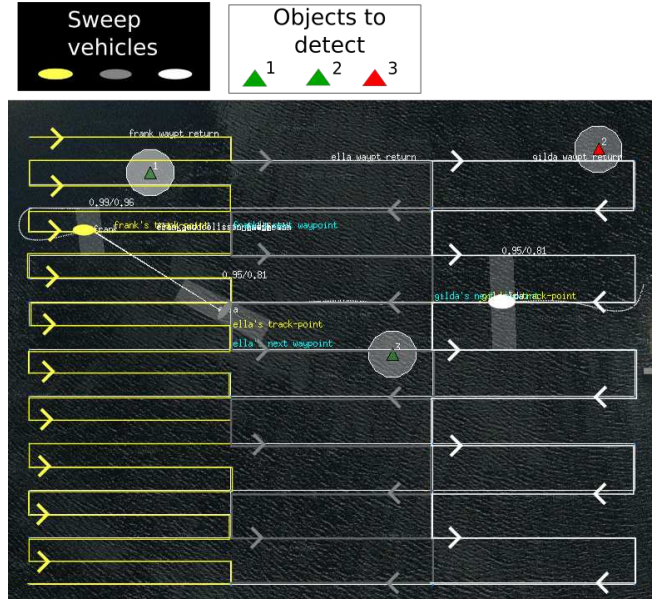 Sweep
vehicles
Objects to
detect
1 2 3
frank waypt return
ella waypt return
gilda waypt return
2
1
0.99/0.96
frank's track-point
waypoint
frank
0.95/0.81
0.95/0.81
track-point
ella's track-point
ella's next waypoint
3